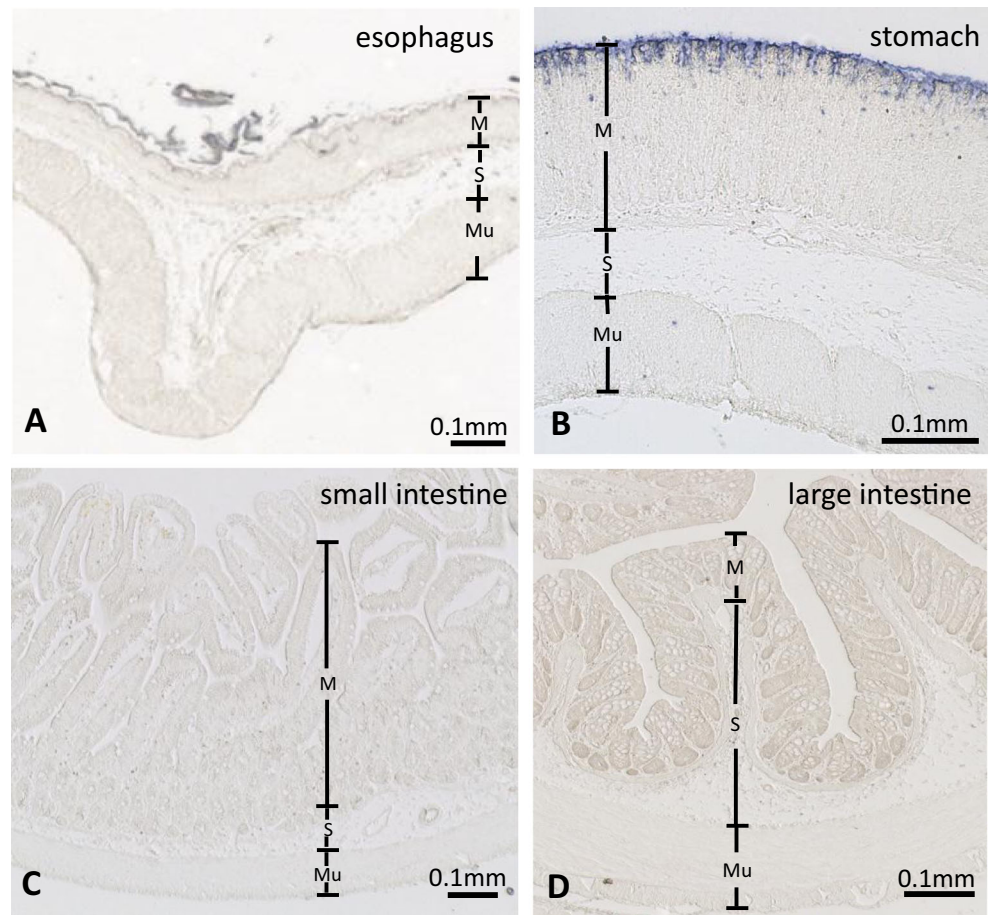 esophagus
M
S
Mu
A
0.1mm
stomach
M
S
Mu
B
0.1mm
small intestine
M
S
Mu
C
0.1mm
large intestine
M
S
Mu
D
0.1mm